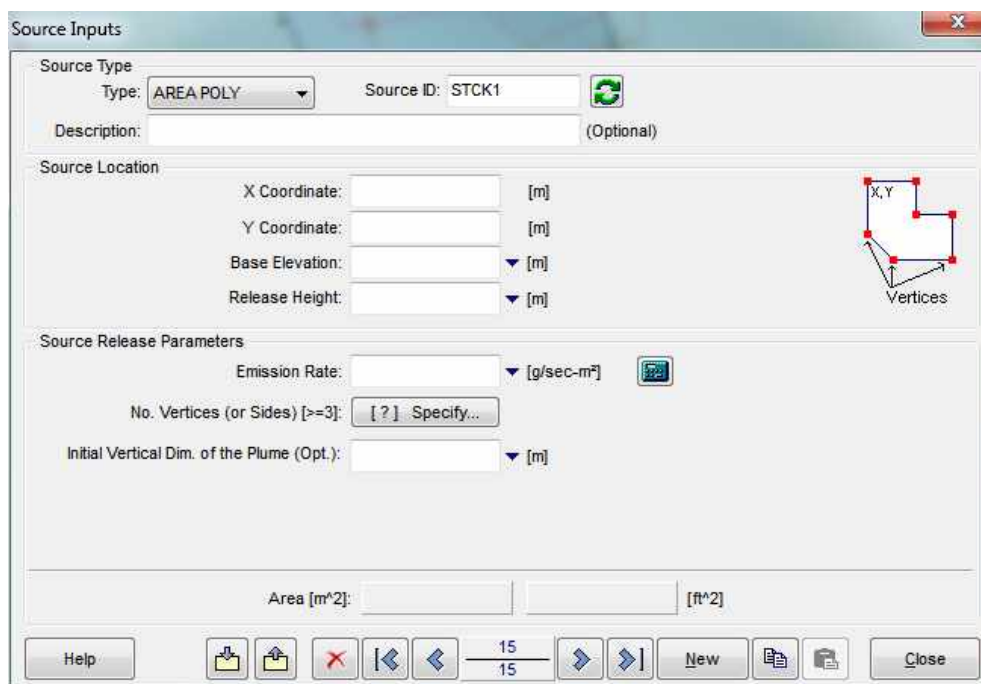 Source Inputs
Source Type
Type: AREA POLY Source ID: STCK1
Description: (Optional)
Source Location
X Coordinate: [m]
Y Coordinate: [m]
Base Elevation: [m]
Release Height: [m]
X, Y
Vertices
Source Release Parameters
Emission Rate: [g/sec-m²]
No. Vertices (or Sides) [>=3]: [ ? ] Specify...
Initial Vertical Dim. of the Plume (Opt.): [m]
Area [m^2]: [ft^2]
Help 15 New Close
15